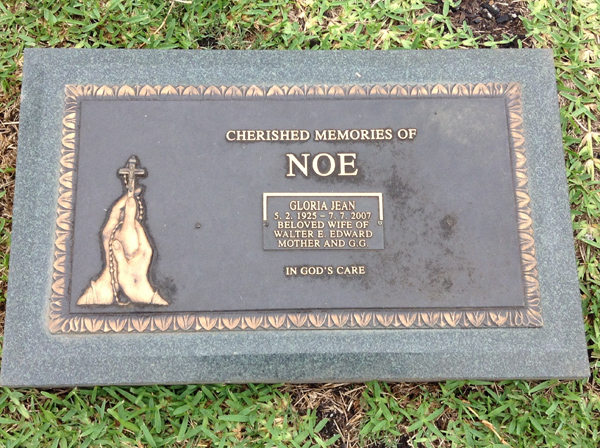 CHERISHED MEMORIES OF
NOE
GLORIA JEAN
5. 2. 1925 – 7. 7. 2007
BELOVED WIFE OF
WALTER E. EDWARD
MOTHER AND G.G.
IN GOD'S CARE